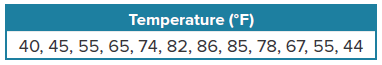 Temperature (°F)
40, 45, 55, 65, 74, 82, 86, 85, 78, 67, 55, 44